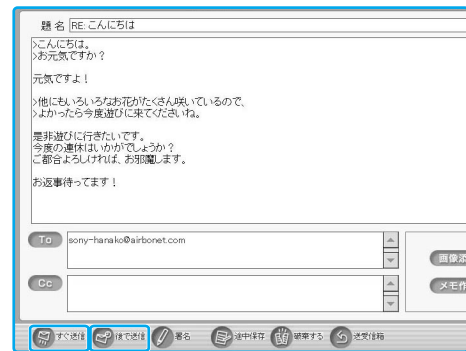 題名 RE: こんにちは
>こんにちは。
>お元気ですか？
元気ですよ！
>他にもいろいろなお花がたくさん咲いているので、
>よかったら今度遊びに来てくださいね。
是非遊びに行きたいです。
今度の連休はいかがでしょうか？
ご都合よろしければ、お邪魔します。
お返事待ってます！
To sony-hanako@airbonet.com
画像添
Cc
メモ作
すぐ送信 後で送信 署名 途中保存 破棄する 送受信箱